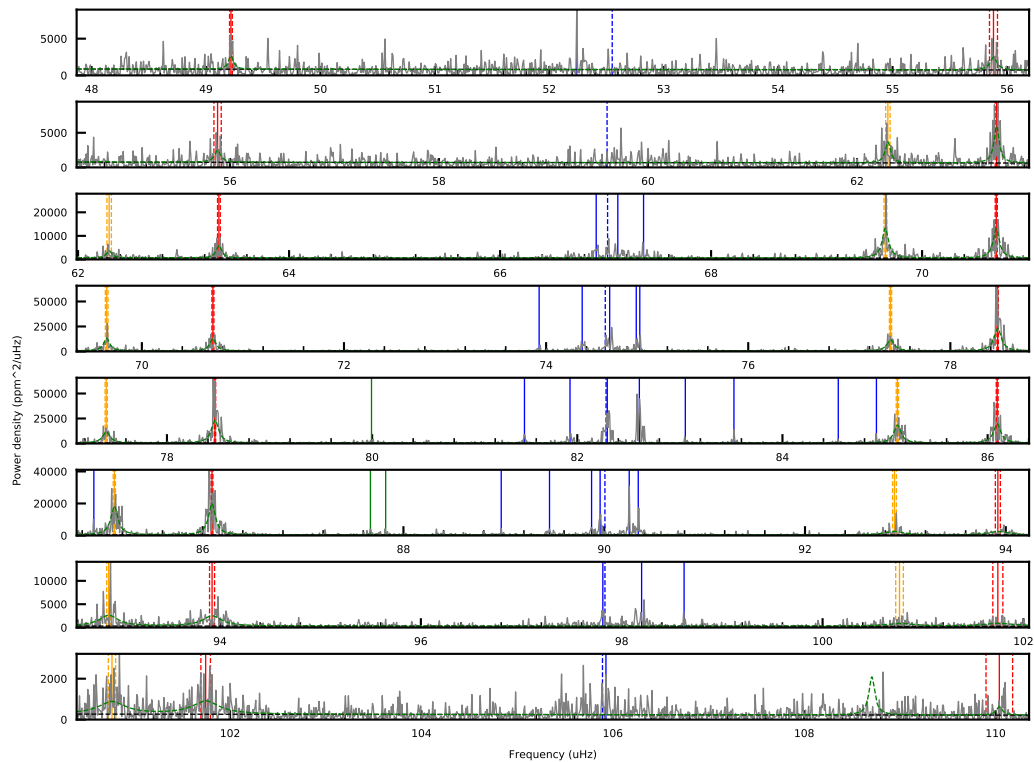 5000
0
48 49 50 51 52 53 54 55 56
5000
0
56 58 60 62
20000
10000
0
62 64 66 68 70
50000
25000
0
70 72 74 76 78
50000
25000
0
78 80 82 84 86
Power density (ppm^2/uHz)
40000
20000
0
86 88 90 92 94
10000
5000
0
94 96 98 100 102
2000
0
102 104 106 108 110
Frequency (uHz)